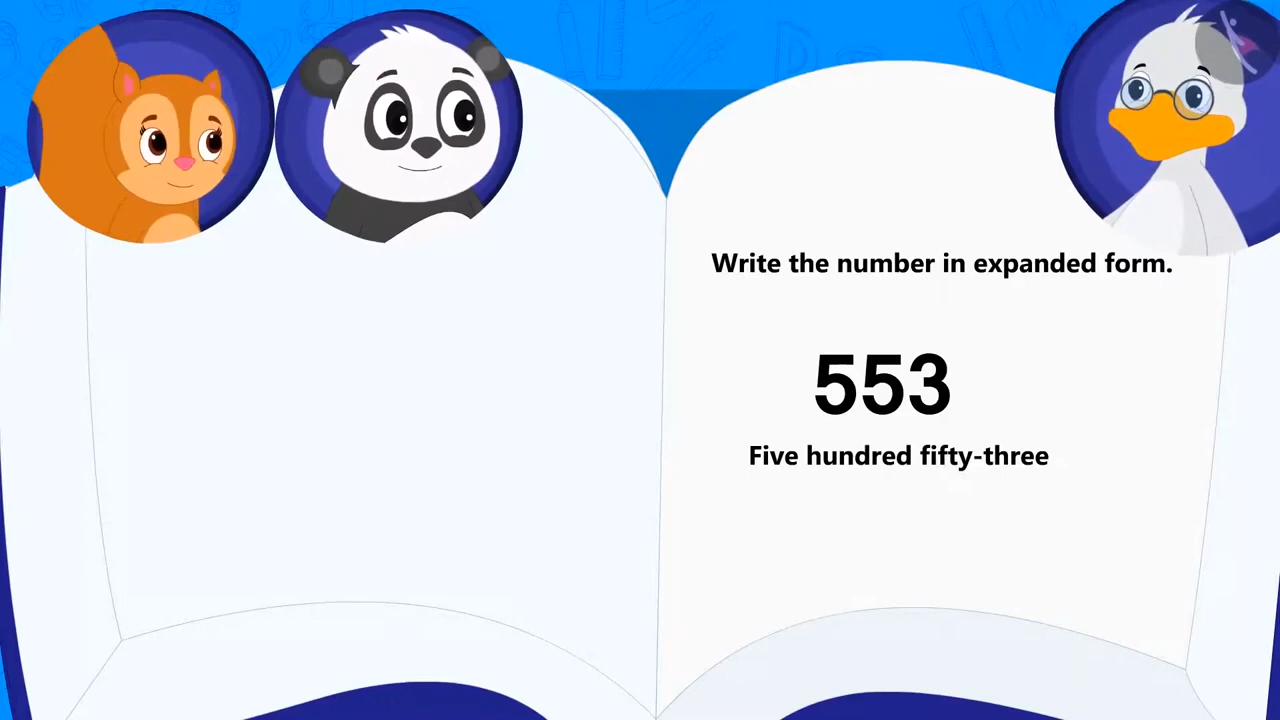 Write the number in expanded form.
553
Five hundred fifty-three